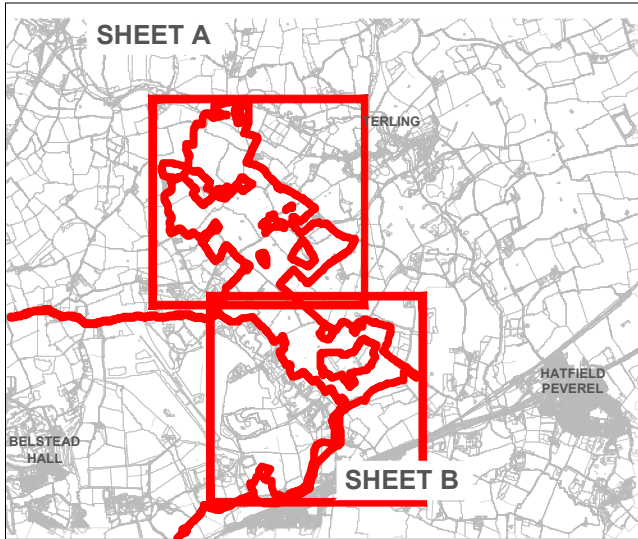 SHEET A
TERLING
HATFIELD
PEVEREL
BELSTEAD
HALL
SHEET B